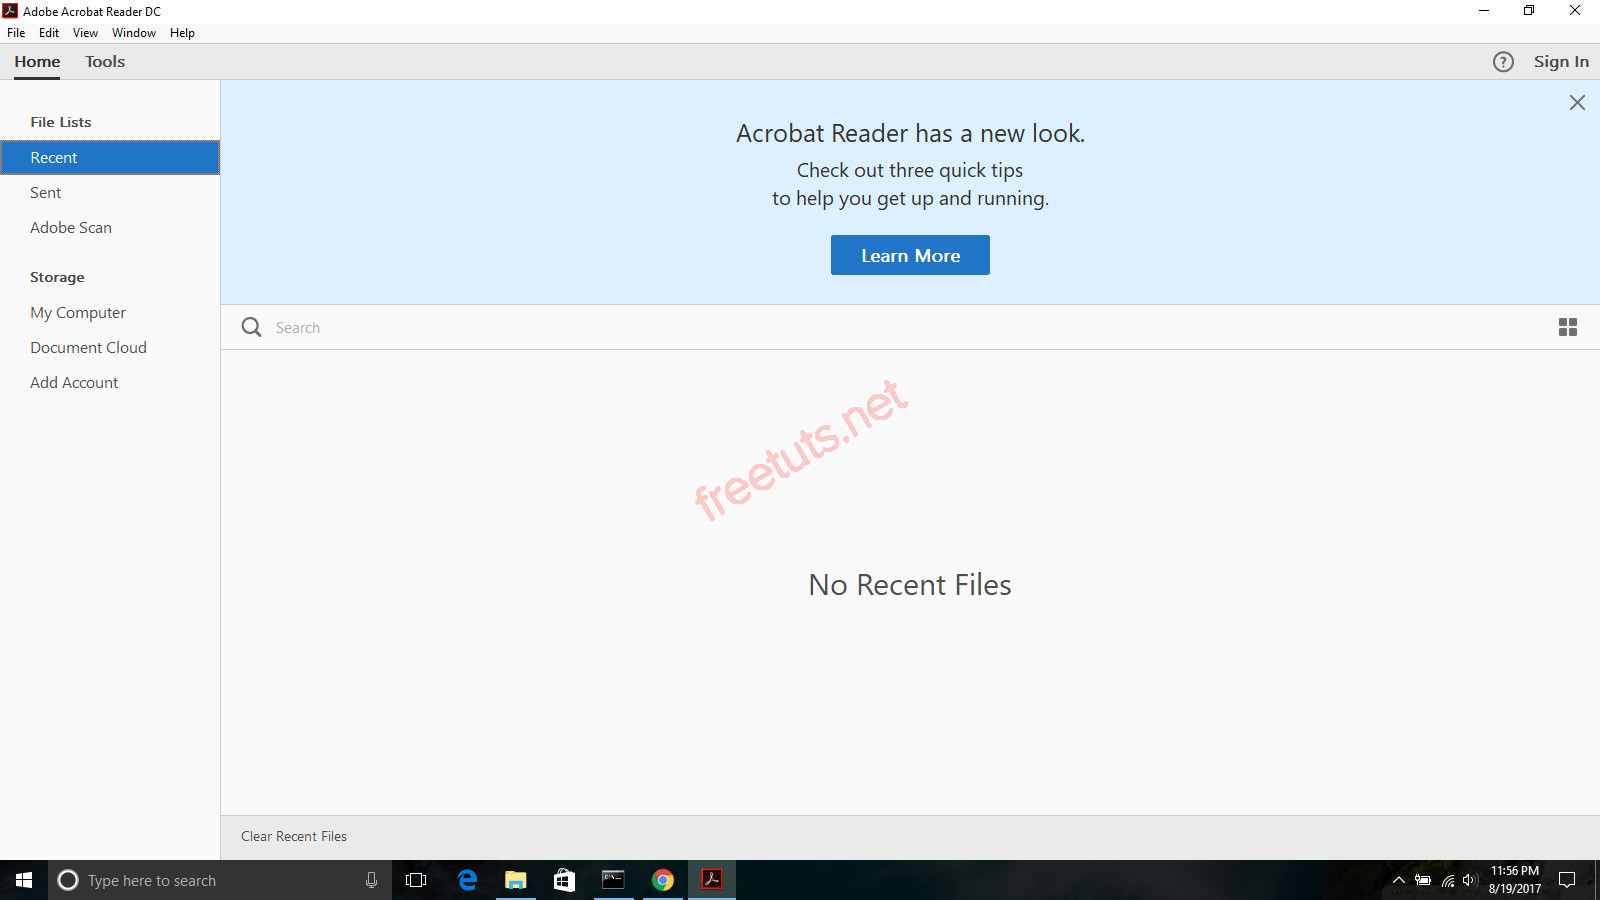 Adobe Acrobat Reader DC
File Edit View Window Help
Home Tools
Sign In
File Lists
Recent
Sent
Adobe Scan
Storage
My Computer
Document Cloud
Add Account
Acrobat Reader has a new look.
Check out three quick tips
to help you get up and running.
Learn More
Search
freetuts.net
No Recent Files
Clear Recent Files
Type here to search
11:56 PM
8/19/2017